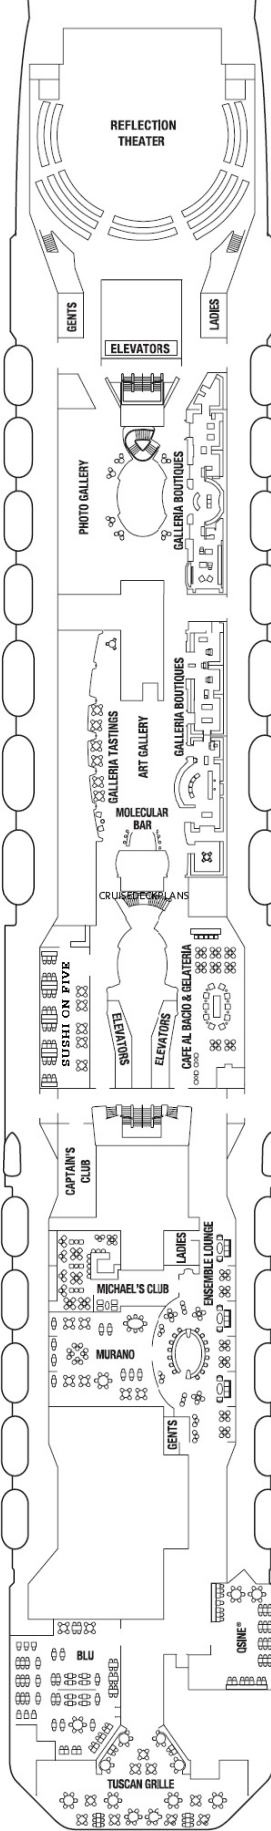 REFLECTION
THEATER
GENTS
LADIES
ELEVATORS
PHOTO GALLERY
GALLERIA BOUTIQUES
GALLERIA TASTINGS
ART GALLERY
GALLERIA BOUTIQUES
MOLECULAR
BAR
CRUISEDECKPLANS
SUSHI ON FIVE
ELEVATORS
ELEVATORS
CAFE AL BACIO & GELATERIA
CAPTAIN'S
CLUB
LADIES
ENSEMBLE LOUNGE
MICHAEL'S CLUB
MURANO
GENTS
BLU
QSINE®
TUSCAN GRILLE